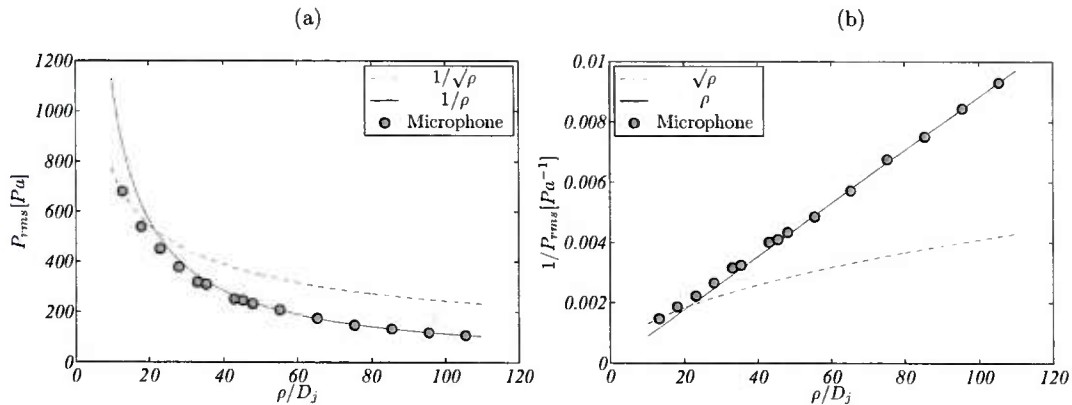 (a)
1200
1000
800
600
400
200
0
0
20
40
60
80
100
120
P_{rms}[Pa]
ρ/D_j
1/√ρ
1/ρ
Microphone
(b)
0.01
0.008
0.006
0.004
0.002
0
0
20
40
60
80
100
120
1/P_{rms}[Pa^{-1}]
ρ/D_j
√ρ
ρ
Microphone